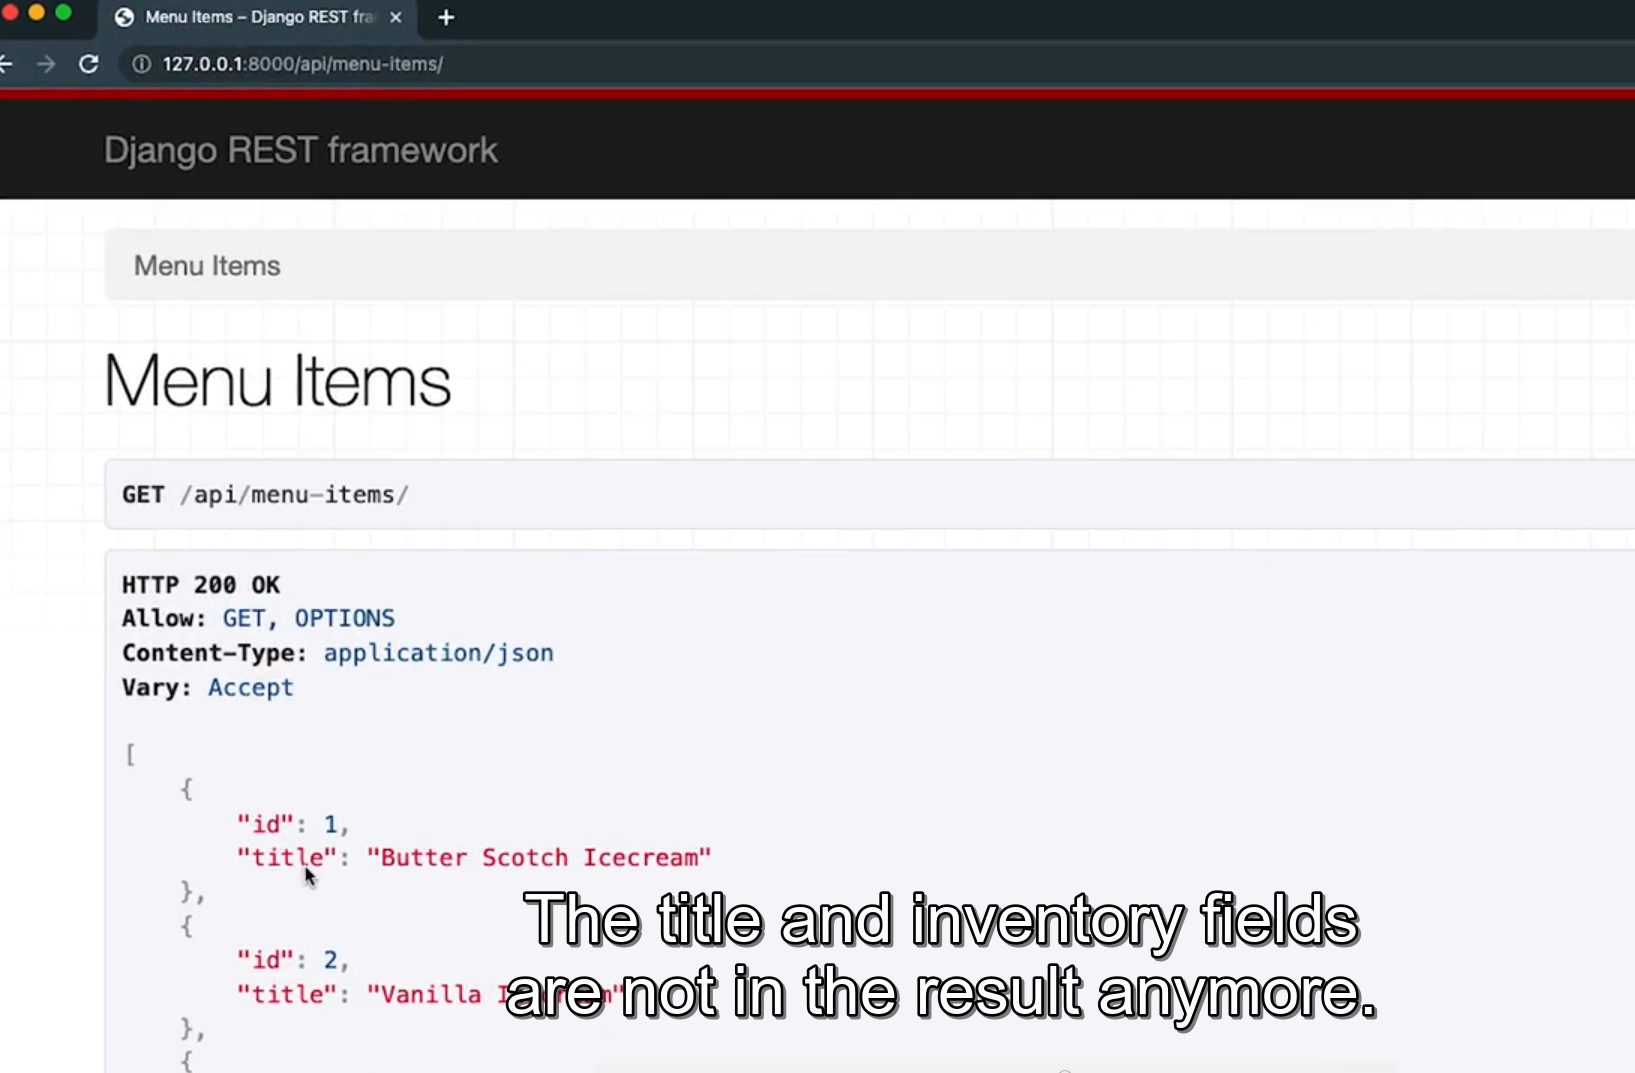 Menu Items – Django REST fra
127.0.0.1:8000/api/menu-items/
Django REST framework
Menu Items
Menu Items
GET /api/menu-items/
HTTP 200 OK
Allow: GET, OPTIONS
Content-Type: application/json
Vary: Accept
[
{
"id": 1,
"title": "Butter Scotch Icecream"
},
{
"id": 2,
"title": "Vanilla
},
{
The title and inventory fields
are not in the result anymore.